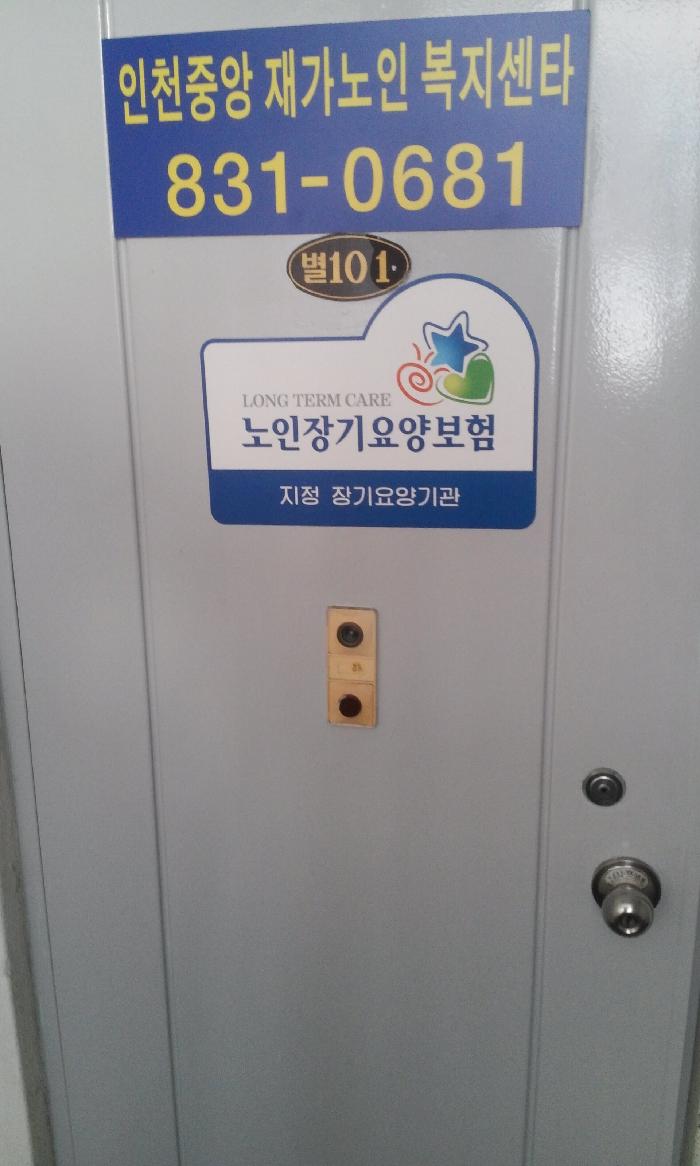 인천중앙 재가노인 복지센타
831-0681
별101
LONG TERM CARE
노인장기요양보험
지정 장기요양기관